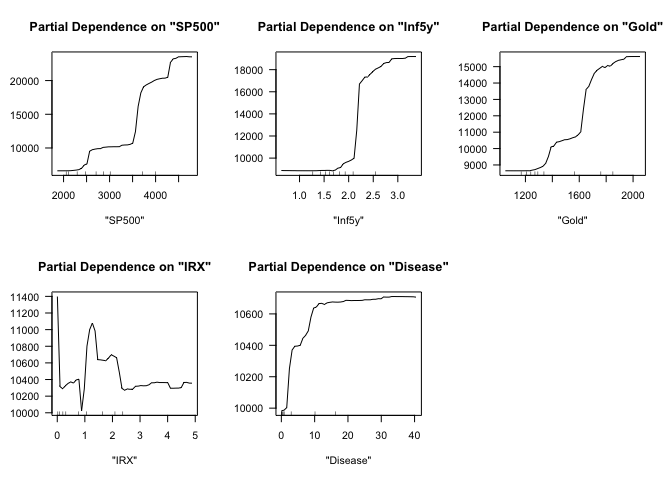 Partial Dependence on "SP500"
20000
15000
10000
2000 3000 4000
"SP500"
Partial Dependence on "Inf5y"
18000
16000
14000
12000
10000
1.0 1.5 2.0 2.5 3.0
"Inf5y"
Partial Dependence on "Gold"
15000
14000
13000
12000
11000
10000
9000
1200 1400 1600 1800 2000
"Gold"
Partial Dependence on "IRX"
11400
11200
11000
10800
10600
10400
10200
10000
0 1 2 3 4 5
"IRX"
Partial Dependence on "Disease"
10600
10400
10200
10000
0 10 20 30 40
"Disease"